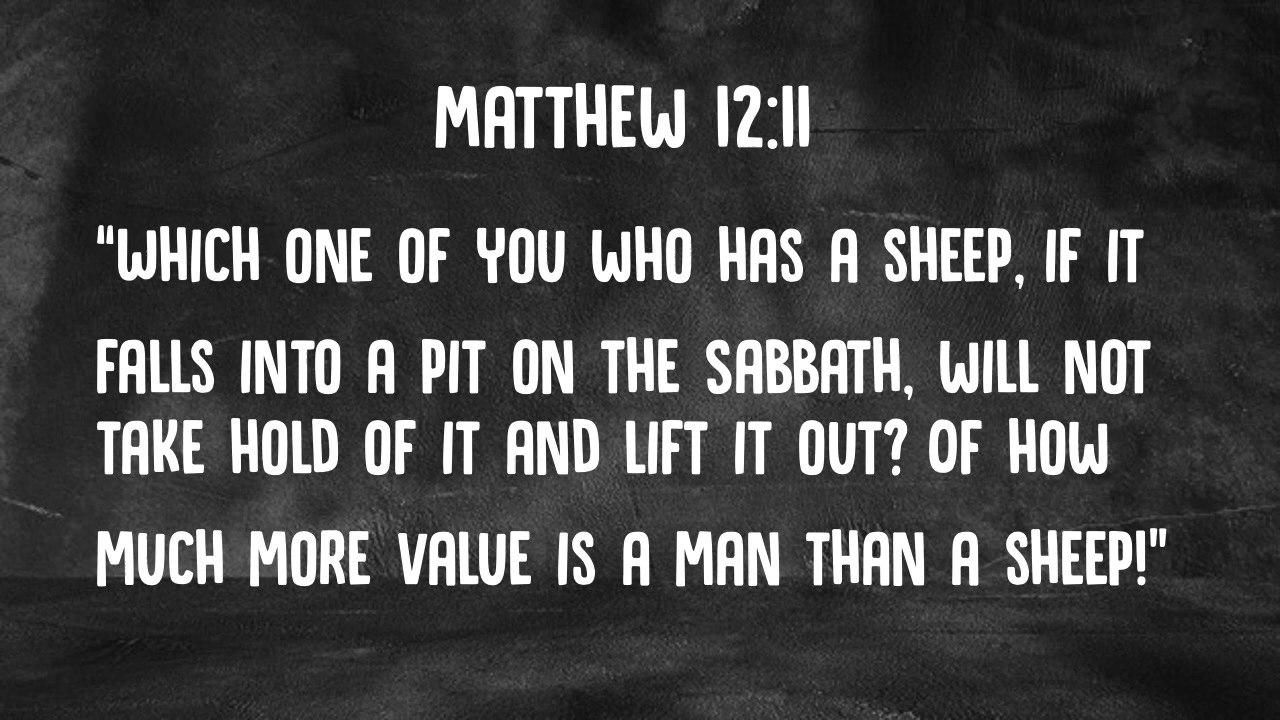 MATTHEW 12:11
"WHICH ONE OF YOU WHO HAS A SHEEP, IF IT
FALLS INTO A PIT ON THE SABBATH, WILL NOT
TAKE HOLD OF IT AND LIFT IT OUT? OF HOW
MUCH MORE VALUE IS A MAN THAN A SHEEP!"